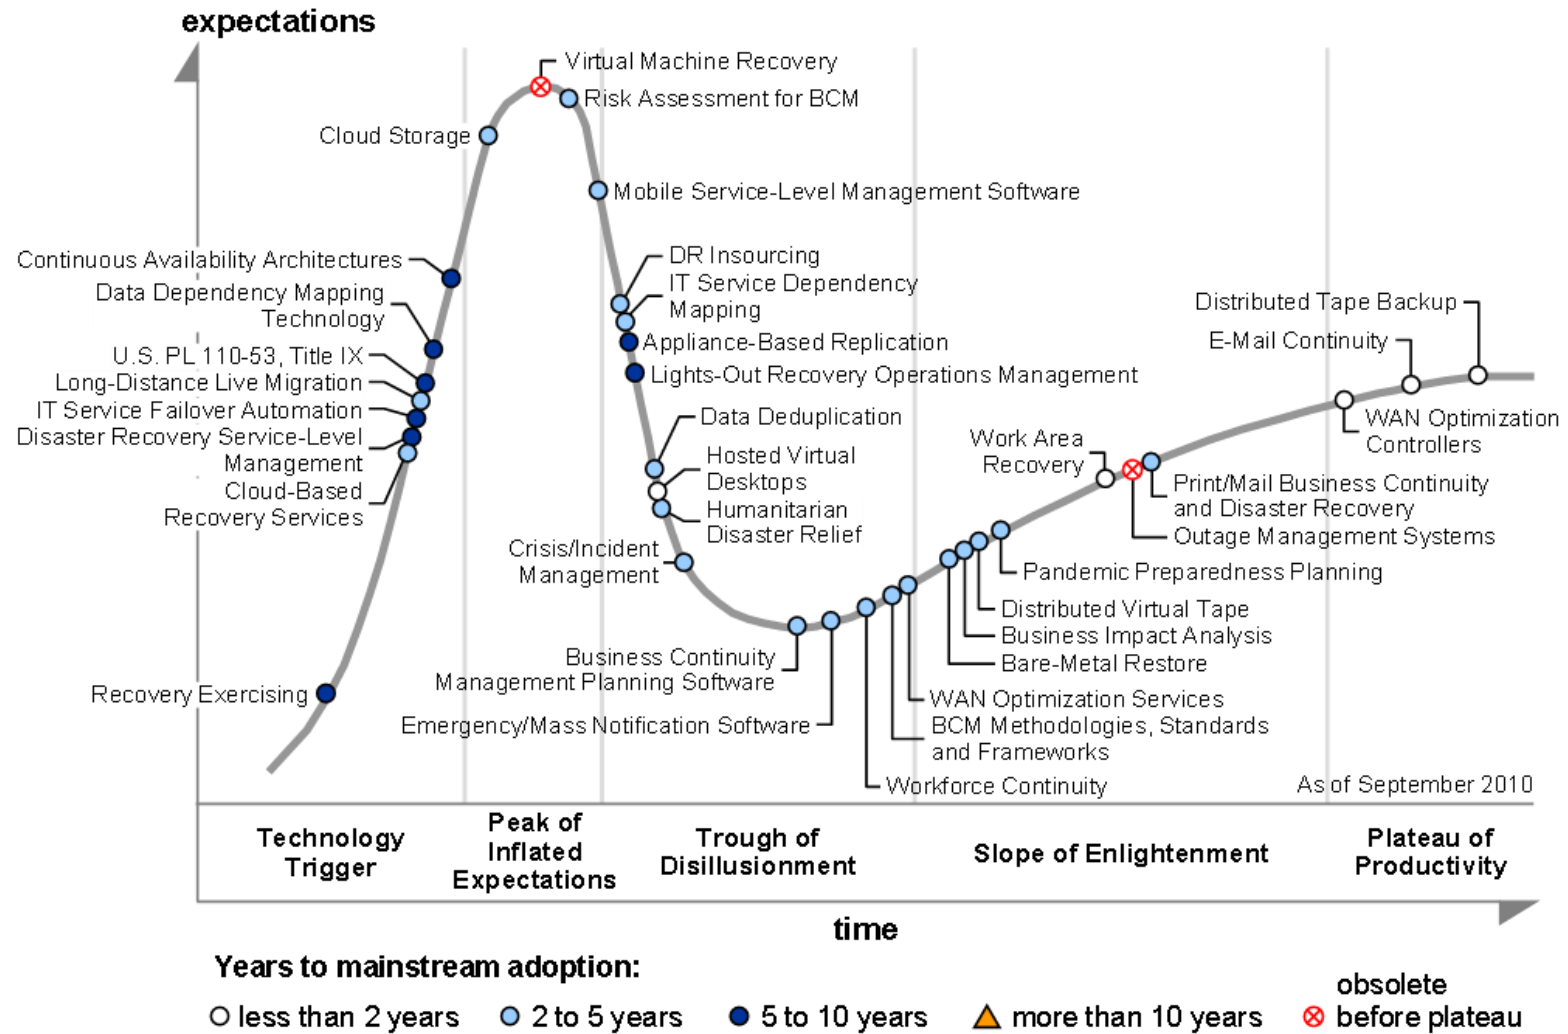 expectations
Virtual Machine Recovery
Risk Assessment for BCM
Cloud Storage
Mobile Service-Level Management Software
Continuous Availability Architectures
Data Dependency Mapping
Technology
U.S. PL 110-53, Title IX
Long-Distance Live Migration
IT Service Failover Automation
Disaster Recovery Service-Level
Management
Cloud-Based
Recovery Services
Recovery Exercising
DR Insourcing
IT Service Dependency
Mapping
Appliance-Based Replication
Lights-Out Recovery Operations Management
Data Deduplication
Hosted Virtual
Desktops
Humanitarian
Disaster Relief
Crisis/Incident
Management
Business Continuity
Management Planning Software
Emergency/Mass Notification Software
Workforce Continuity
BCM Methodologies, Standards
and Frameworks
WAN Optimization Services
Bare-Metal Restore
Business Impact Analysis
Distributed Virtual Tape
Pandemic Preparedness Planning
Work Area
Recovery
Outage Management Systems
Print/Mail Business Continuity
and Disaster Recovery
WAN Optimization
Controllers
E-Mail Continuity
Distributed Tape Backup
As of September 2010
Technology
Trigger
Peak of
Inflated
Expectations
Trough of
Disillusionment
Slope of Enlightenment
Plateau of
Productivity
time
Years to mainstream adoption:
less than 2 years
2 to 5 years
5 to 10 years
more than 10 years
obsolete
before plateau